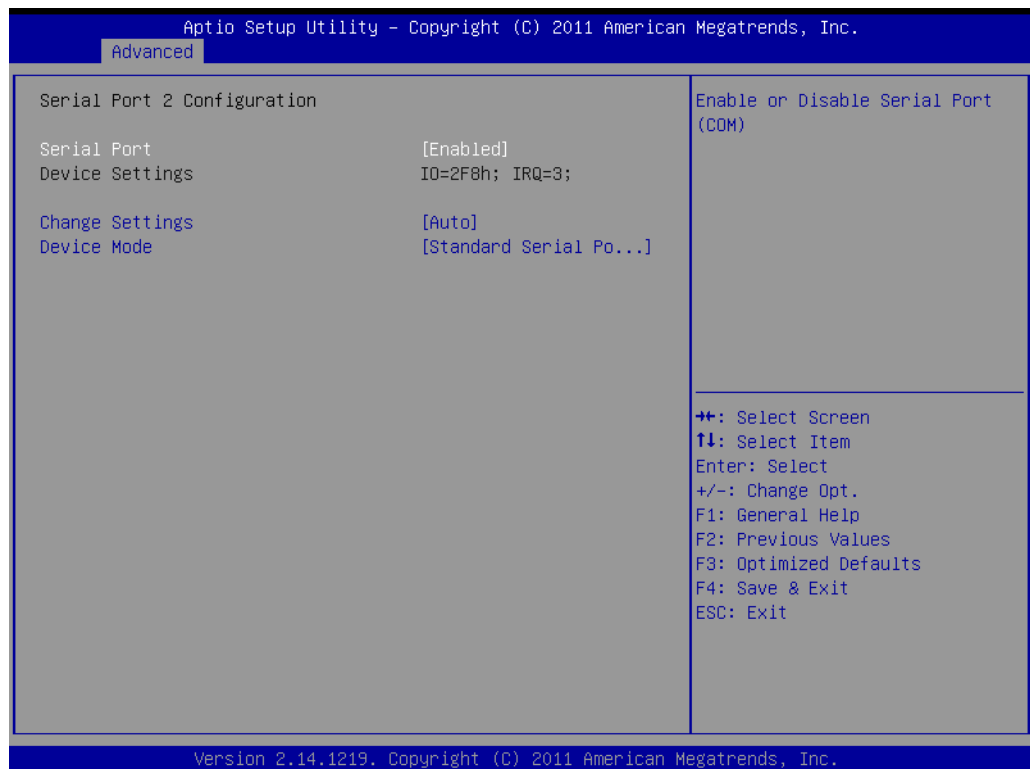 Aptio Setup Utility – Copyright (C) 2011 American Megatrends, Inc.
Advanced
Serial Port 2 Configuration
Serial Port [Enabled]
Device Settings IO=2F8h; IRQ=3;
Change Settings [Auto]
Device Mode [Standard Serial Po...]
Enable or Disable Serial Port
(COM)
→←: Select Screen
↑↓: Select Item
Enter: Select
+/-: Change Opt.
F1: General Help
F2: Previous Values
F3: Optimized Defaults
F4: Save & Exit
ESC: Exit
Version 2.14.1219. Copyright (C) 2011 American Megatrends, Inc.